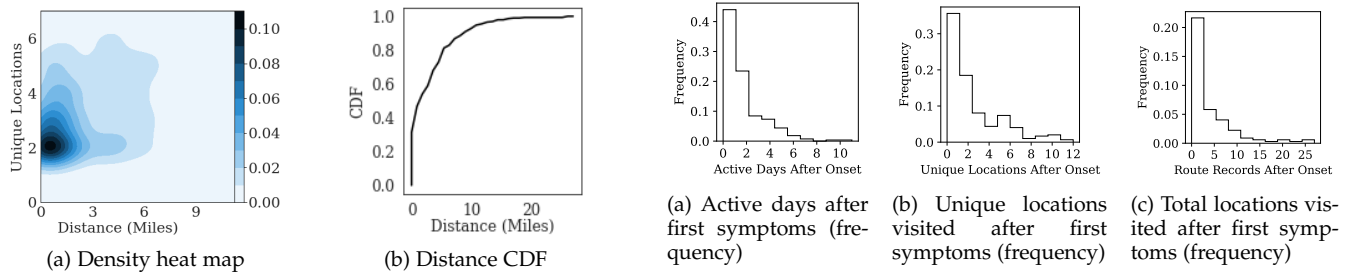 Unique Locations
6
4
2
0
0 3 6 9
Distance (Miles)
0.10
0.08
0.06
0.04
0.02
0.00
(a) Density heat map
CDF
1.0
0.8
0.6
0.4
0.2
0.0
0 10 20
Distance (Miles)
(b) Distance CDF
Frequency
0.4
0.3
0.2
0.1
0.0
0 2 4 6 8 10
Active Days After Onset
(a) Active days after
first symptoms (fre-
quency)
Frequency
0.3
0.2
0.1
0.0
0 2 4 6 8 10 12
Unique Locations After Onset
(b) Unique locations
visited after first
symptoms (frequency)
Frequency
0.20
0.15
0.10
0.05
0.00
0 5 10 15 20 25
Route Records After Onset
(c) Total locations vis-
ited after first symp-
toms (frequency)